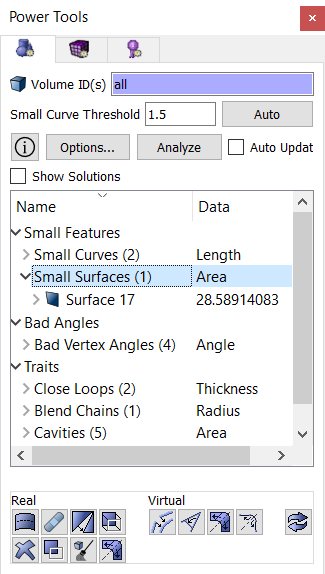 Power Tools
Volume ID(s) all
Small Curve Threshold 1.5 Auto
Options... Analyze Auto Updat
Show Solutions
Name Data
Small Features
Small Curves (2) Length
Small Surfaces (1) Area
Surface 17 28.58914083
Bad Angles
Bad Vertex Angles (4) Angle
Traits
Close Loops (2) Thickness
Blend Chains (1) Radius
Cavities (5) Area
Real Virtual